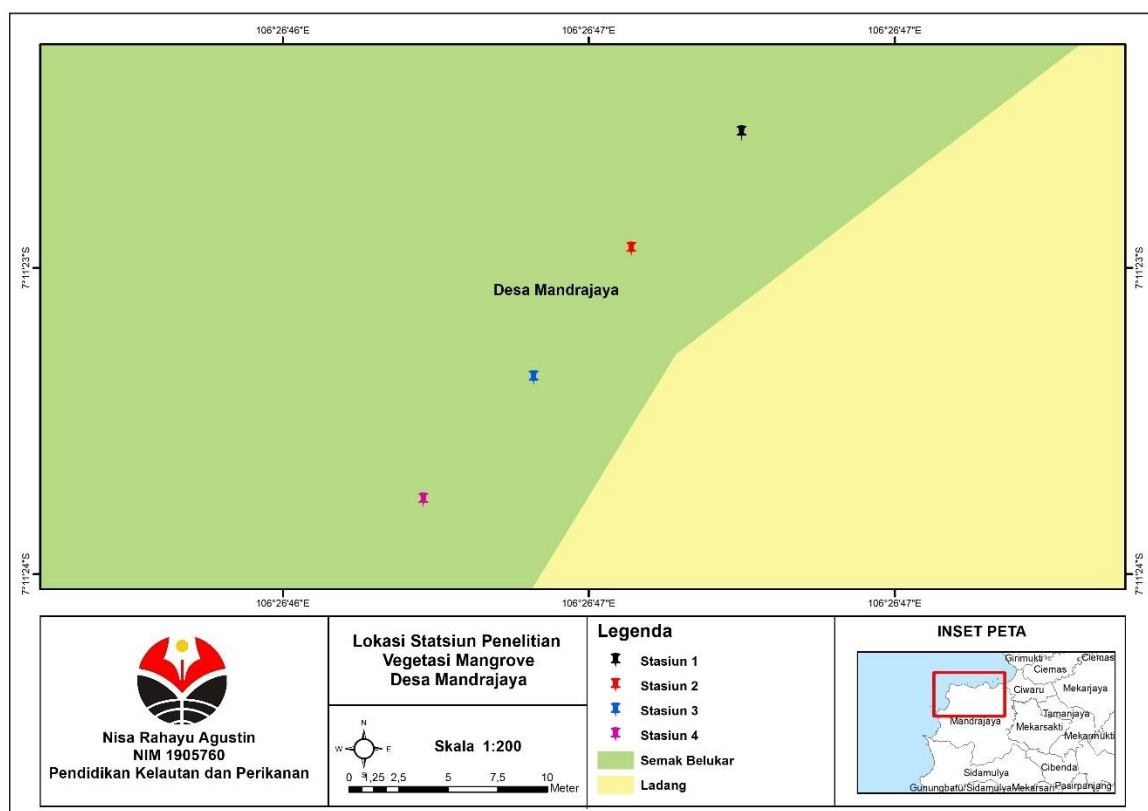 106°26'46"E
106°26'47"E
106°26'47"E
7°11'23"S
7°11'23"S
Desa Mandrajaya
7°11'24"S
7°11'24"S
106°26'46"E
106°26'47"E
106°26'47"E
Nisa Rahayu Agustin
NIM 1905760
Pendidikan Kelautan dan Perikanan
Lokasi Statsiun Penelitian
Vegetasi Mangrove
Desa Mandrajaya
N
W E
S
Skala 1:200
0 1,25 2,5 5 7,5 10
Meter
Legenda
Stasiun 1
Stasiun 2
Stasiun 3
Stasiun 4
Semak Belukar
Ladang
INSET PETA
Girimukti
Ciemas
Ciemas
Ciwaru
Mekarjaya
Mandrajaya
Tamanjaya
Mekarsakti
Mekarmukti
Cibenda
Sidamulya
Gunungbatu/SidamulyaMekarsari
Pasirpanjang